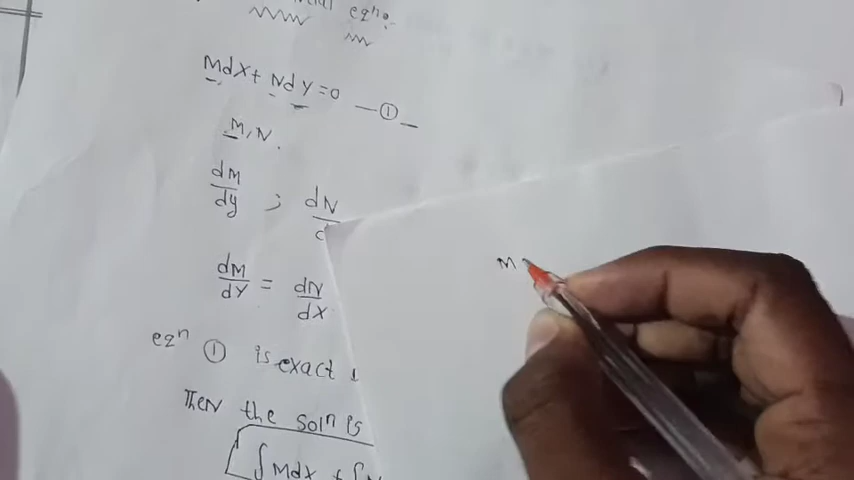 eqno.
MdX + NdY = 0 — ①
M, N.
dM/dy ; dN
dM/dY = dN/dX
eqn ① is exact
Then the soln is
∫MdX + ∫
M